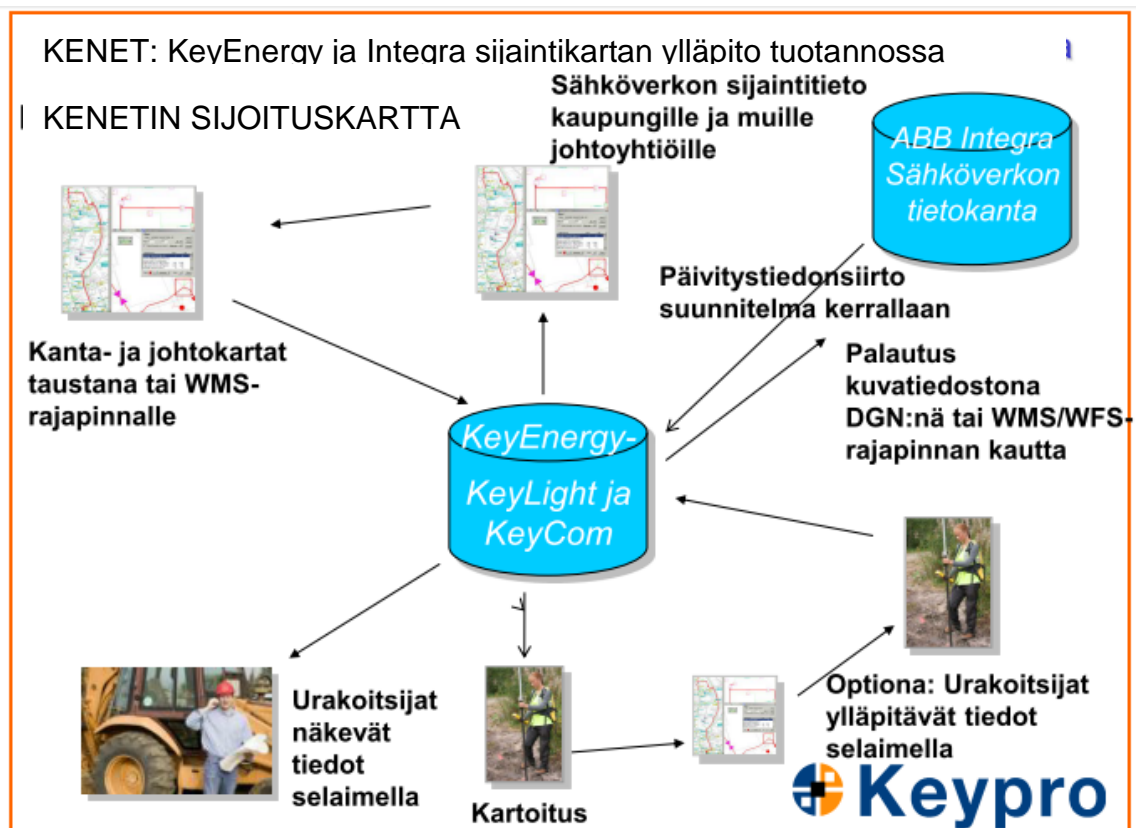 KENET: KeyEnergy ja Integra sijaintikartan ylläpito tuotannossa
KENETIN SIJOITUSKARTTA
Sähköverkon sijaintitieto
kaupungille ja muille
johtoyhtiöille
ABB Integra
Sähköverkon
tietokanta
Päivitystiedonsiirto
suunnitelma kerrallaan
Kanta- ja johtokartat
taustana tai WMS-
rajapinnalle
Palautus
kuvatiedostona
DGN:nä tai WMS/WFS-
rajapinnan kautta
KeyEnergy-
KeyLight ja
KeyCom
Urakoitsijat
näkevät
tiedot
selaimella
Kartoitus
Optiona: Urakoitsijat
ylläpitävät tiedot
selaimella
Keypro